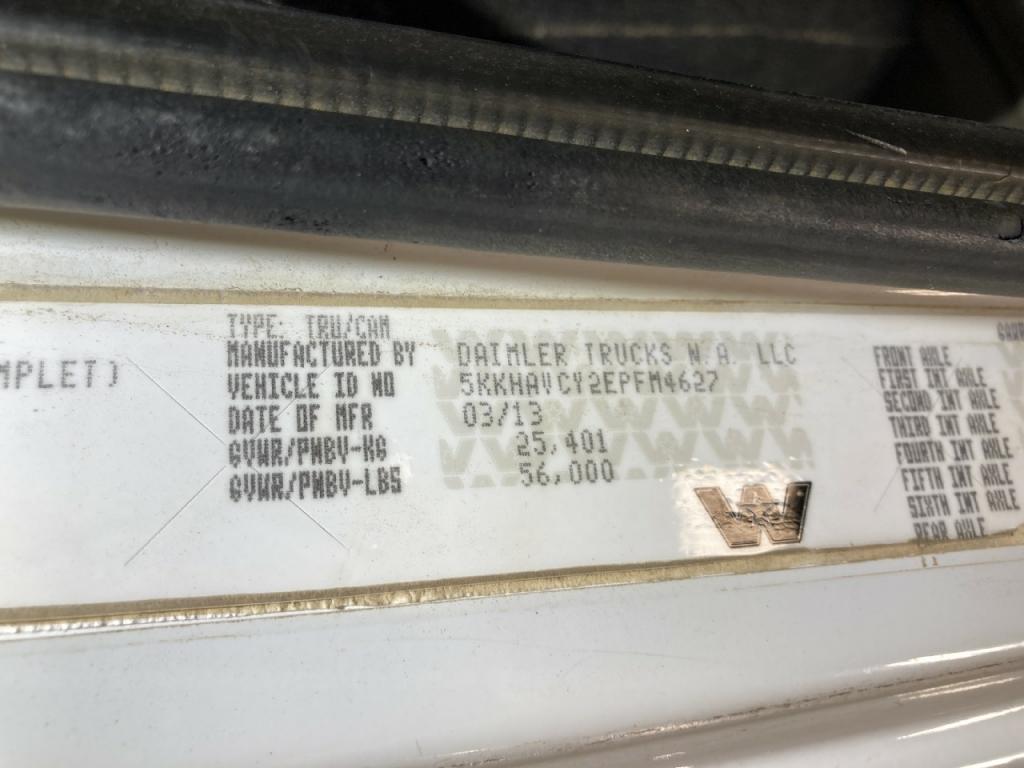 MPLET)
TYPE: TRU/CAM
MANUFACTURED BY DAIMLER TRUCKS N.A. LLC
VEHICLE ID NO 5KKHAVCY2EPFM4627
DATE OF MFR 03/13
GVWR/PNBV-KG 25,401
GVWR/PNBV-LBS 56,000
GAWR
FRONT AXLE
FIRST INT AXLE
SECOND INT AXLE
THIRD INT AXLE
FOURTH INT AXLE
FIFTH INT AXLE
SIXTH INT AXLE
REAR AXLE